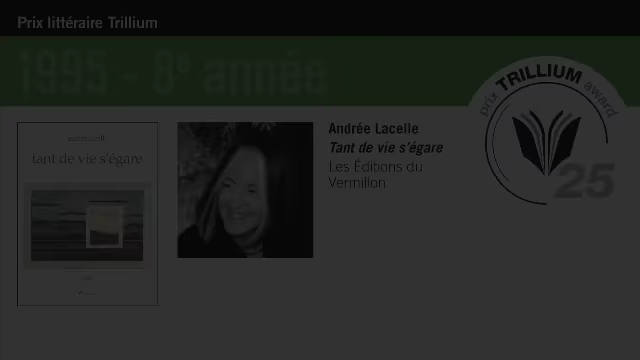 Prix littéraire Trillium
1995 - 8e année
prix TRILLIUM award
25
Andrée Lacelle
Tant de vie s'égare
Les Éditions du
Vermillon
tant de vie s'égare